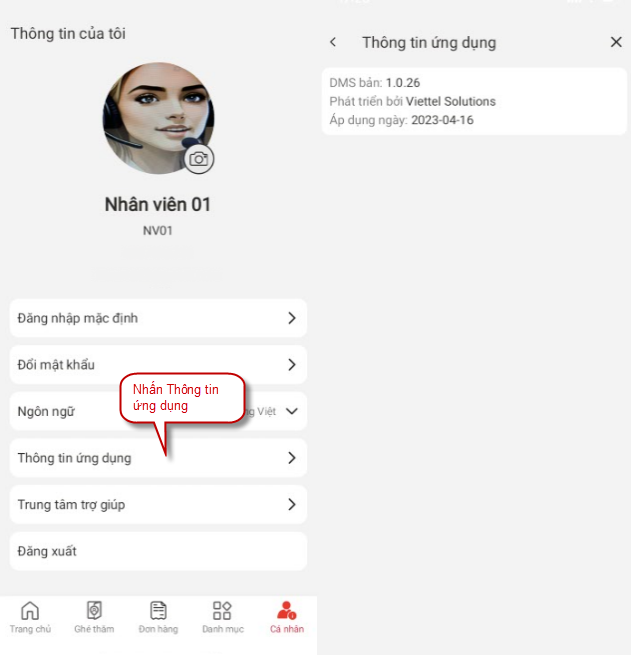 Thông tin của tôi
Nhân viên 01
NV01
Đăng nhập mặc định
Đổi mật khẩu
Nhấn Thông tin
ứng dụng
Ngôn ngữ
Việt
Thông tin ứng dụng
Trung tâm trợ giúp
Đăng xuất
Trang chủ
Ghé thăm
Đơn hàng
Danh mục
Cá nhân
Thông tin ứng dụng
DMS bản: 1.0.26
Phát triển bởi Viettel Solutions
Áp dụng ngày: 2023-04-16